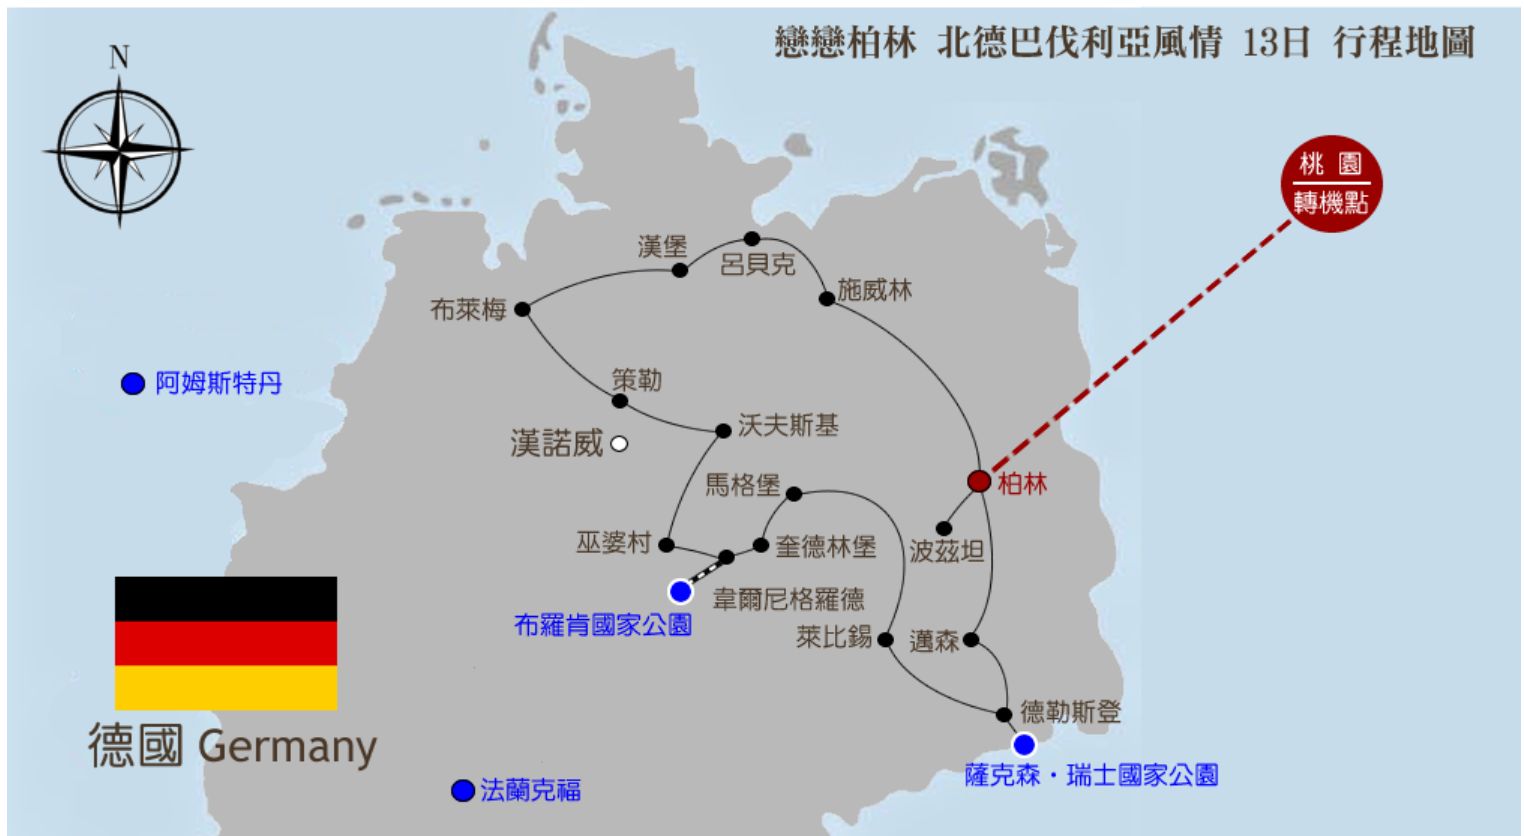 戀戀柏林 北德巴伐利亞風情 13日 行程地圖
N
桃 園
轉機點
漢堡
呂貝克
施威林
布萊梅
阿姆斯特丹
策勒
沃夫斯基
漢諾威
柏林
馬格堡
巫婆村
奎德林堡
波茲坦
韋爾尼格羅德
布羅肯國家公園
萊比錫
邁森
德勒斯登
德國 Germany
薩克森・瑞士國家公園
法蘭克福